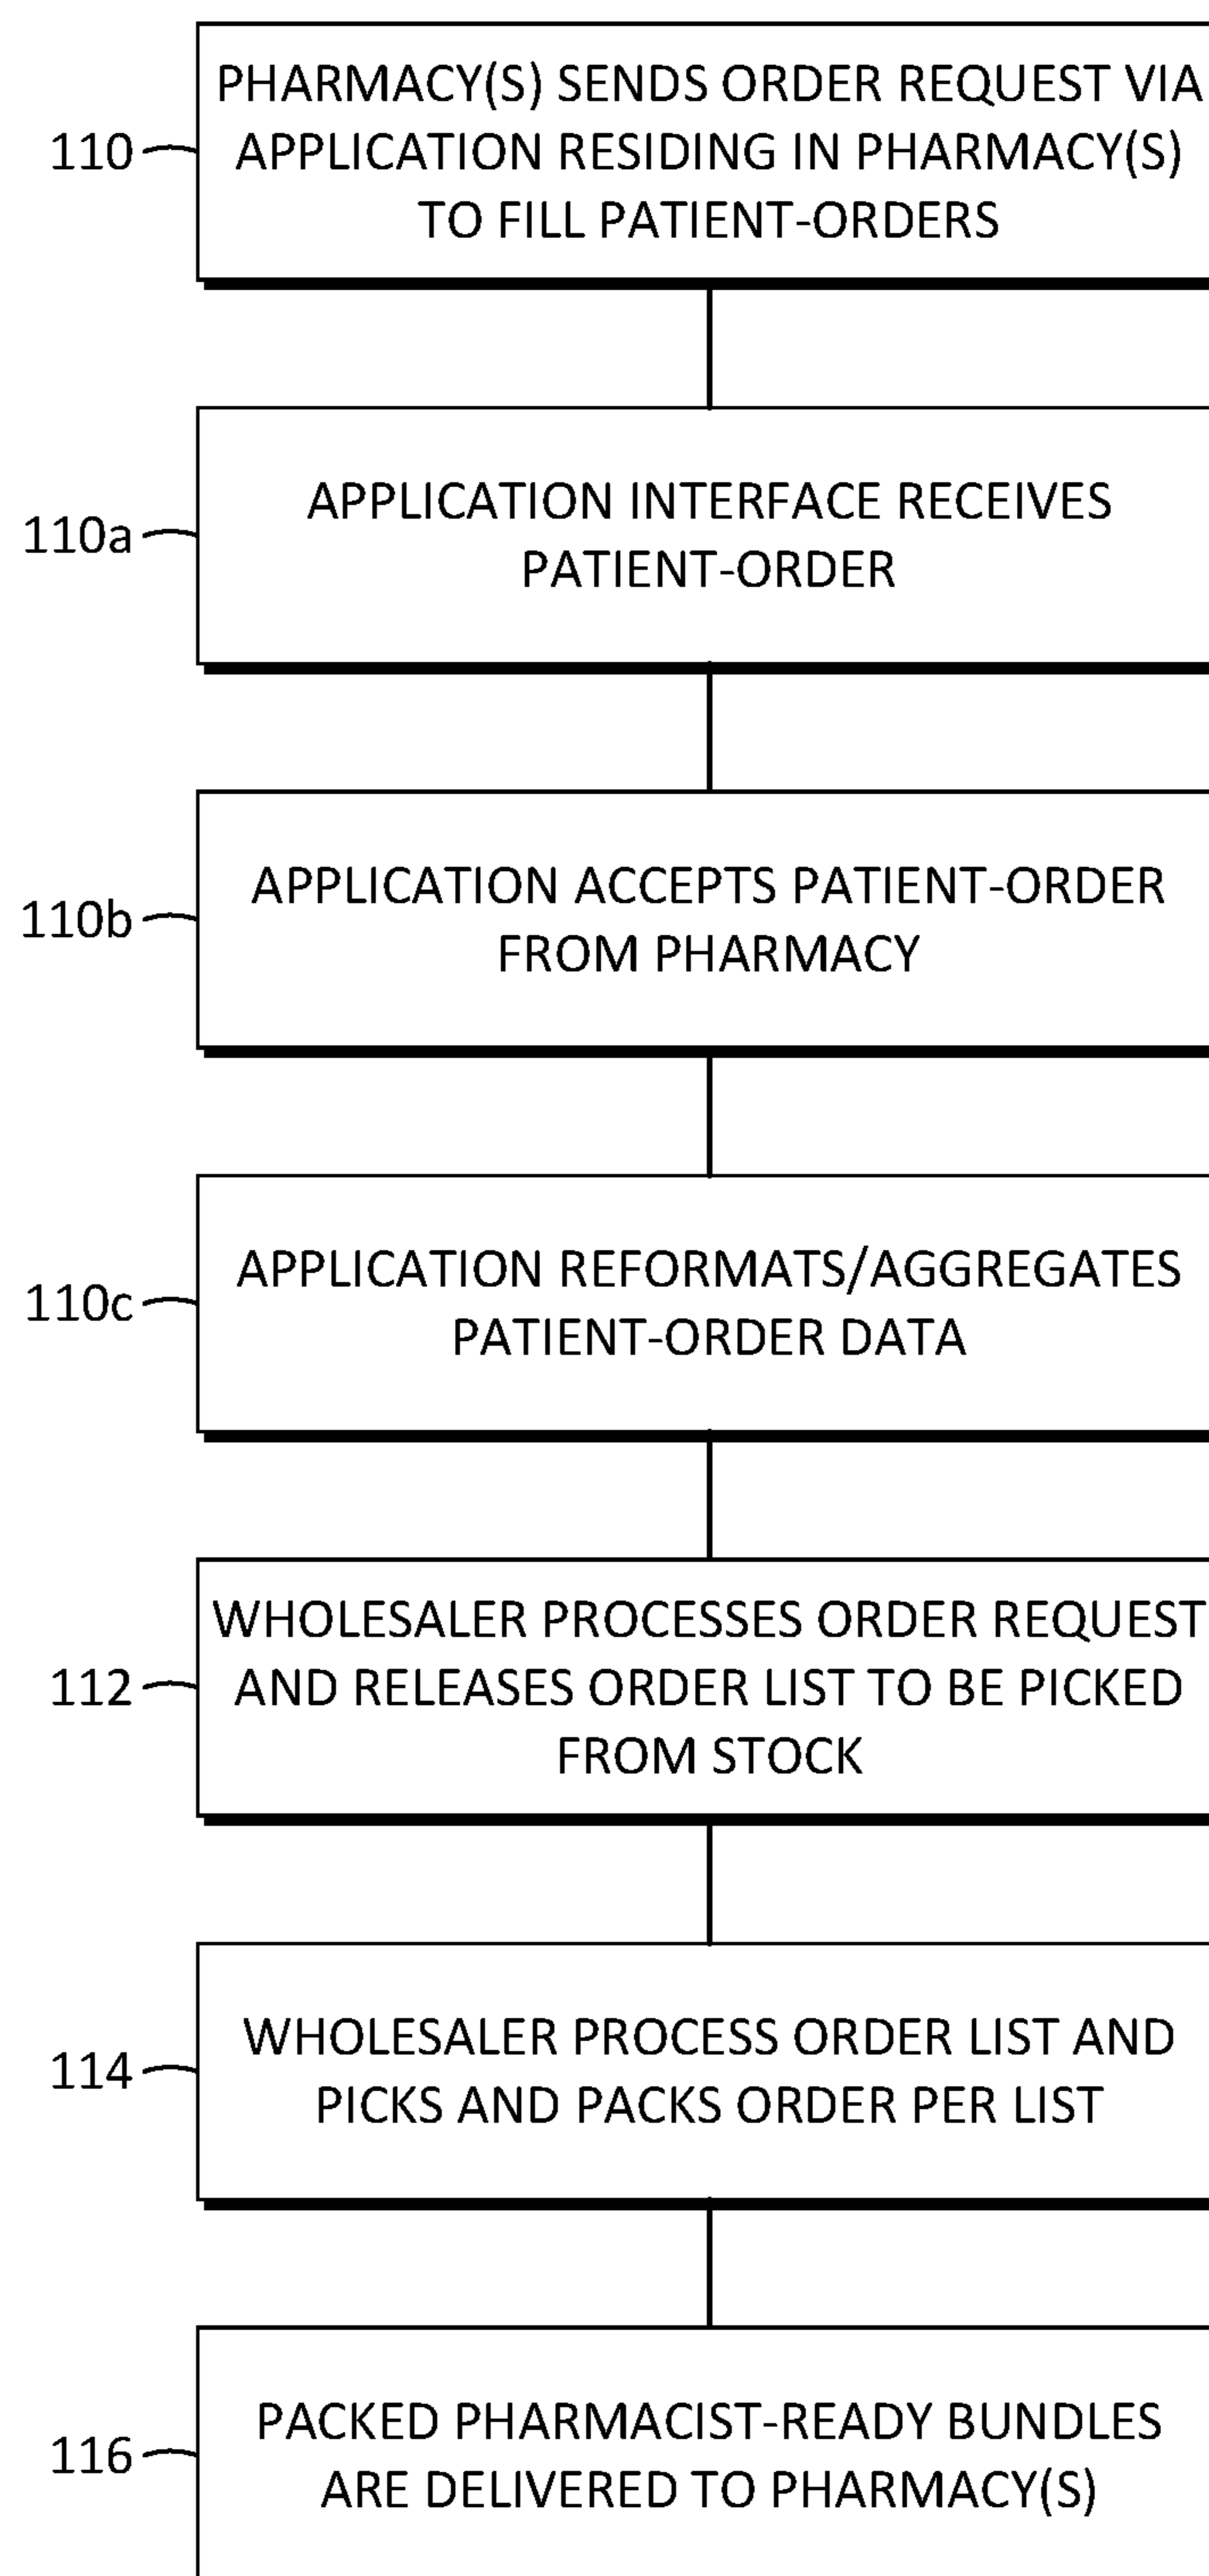 PHARMACY(S) SENDS ORDER REQUEST VIA
110
APPLICATION RESIDING IN PHARMACY(S)
TO FILL PATIENT-ORDERS
APPLICATION INTERFACE RECEIVES
110a
PATIENT-ORDER
APPLICATION ACCEPTS PATIENT-ORDER
110b
FROM PHARMACY
APPLICATION REFORMATS/AGGREGATES
110c
PATIENT-ORDER DATA
WHOLESALER PROCESSES ORDER REQUEST
112
AND RELEASES ORDER LIST TO BE PICKED
FROM STOCK
WHOLESALER PROCESS ORDER LIST AND
114
PICKS AND PACKS ORDER PER LIST
PACKED PHARMACIST-READY BUNDLES
116
ARE DELIVERED TO PHARMACY(S)